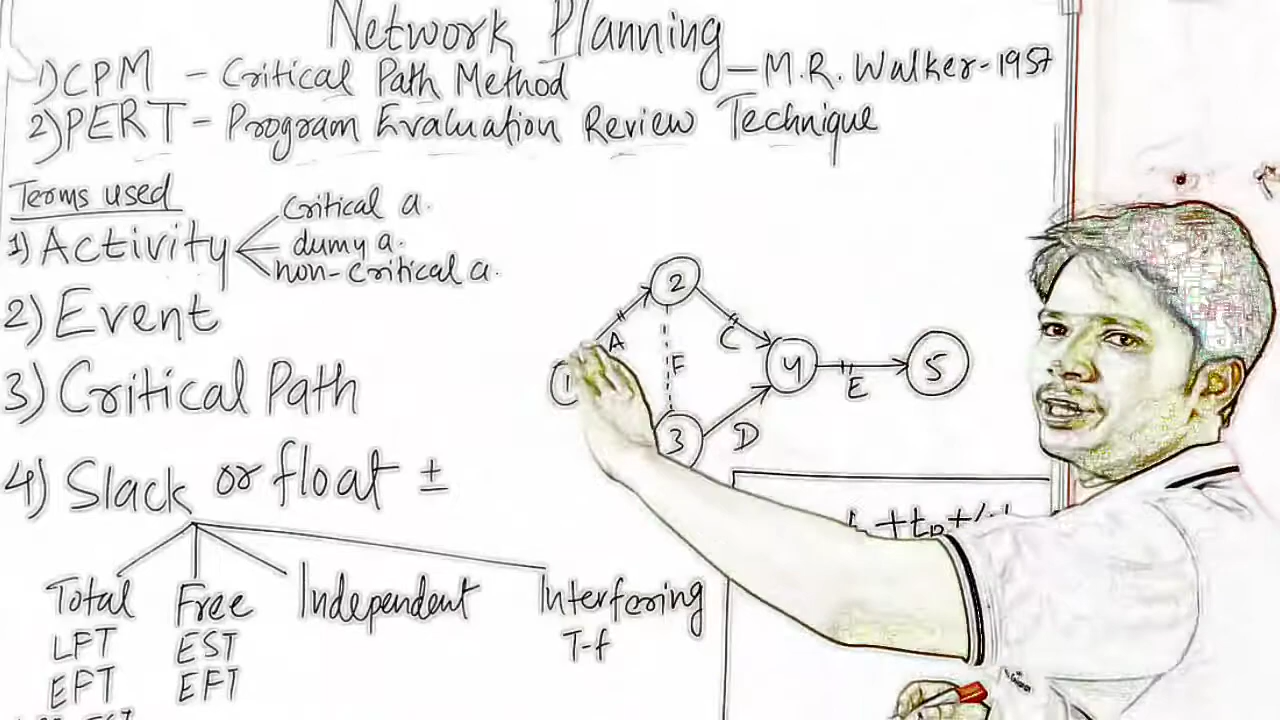 Network Planning
1) CPM - Critical Path Method - M.R. Walker - 1957
2) PERT - Program Evaluation Review Technique
Terms used
1) Activity
Critical a.
dumy a.
non-Critical a.
2) Event
3) Critical Path
4) Slack or float ±
Total Free Independent Interfering
LFT EST T-f
EFT EFT
1 A 2 C 4 E 5
F
3 D